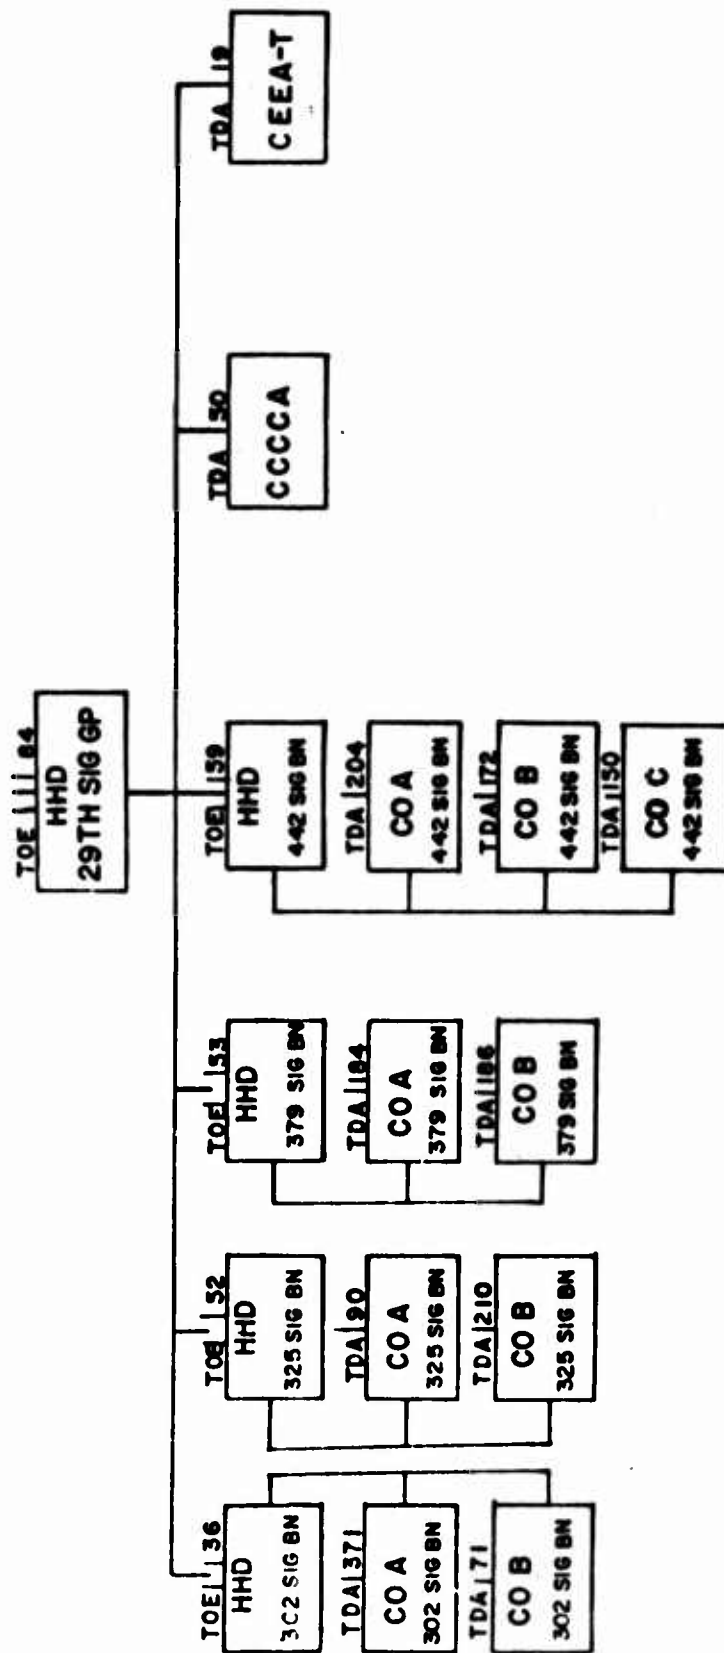 TOE 84
HHD
29TH SIG GP
TOE 36
HHD
302 SIG BN
TDA 371
CO A
302 SIG BN
TDA 71
CO B
302 SIG BN
TOE 52
HHD
325 SIG BN
TDA 90
CO A
325 SIG BN
TDA 210
CO B
325 SIG BN
TOE 53
HHD
379 SIG BN
TDA 184
CO A
379 SIG BN
TDA 186
CO B
379 SIG BN
TOE 59
HHD
442 SIG BN
TDA 204
CO A
442 SIG BN
TDA 172
CO B
442 SIG BN
TDA 150
CO C
442 SIG BN
TDA 50
CCCCA
TDA 19
CEEA-T